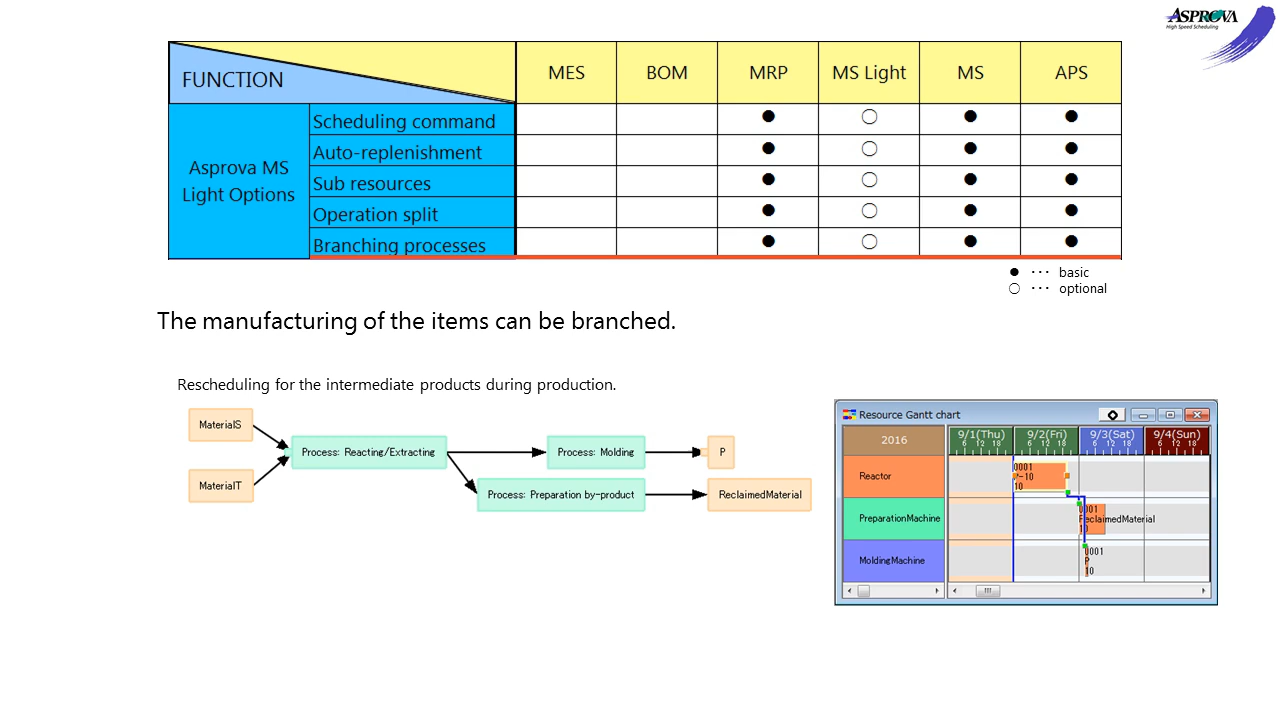 ASPROVA
High Speed Scheduling
FUNCTION MES BOM MRP MS Light MS APS
Asprova MS Light Options
Scheduling command ● ○ ● ●
Auto-replenishment ● ○ ● ●
Sub resources ● ○ ● ●
Operation split ● ○ ● ●
Branching processes ● ○ ● ●
● ･･･ basic
○ ･･･ optional
The manufacturing of the items can be branched.
Rescheduling for the intermediate products during production.
MaterialS
MaterialT
Process: Reacting/Extracting
Process: Molding
P
Process: Preparation by-product
ReclaimedMaterial
Resource Gantt chart
2016 9/1(Thu) 9/2(Fri) 9/3(Sat) 9/4(Sun)
6 12 18 6 12 18 6 12 18 6 12 18
Reactor
0001
P-10
10
PreparationMachine
0001
ReclaimedMaterial
10
MoldingMachine
0001
P
10